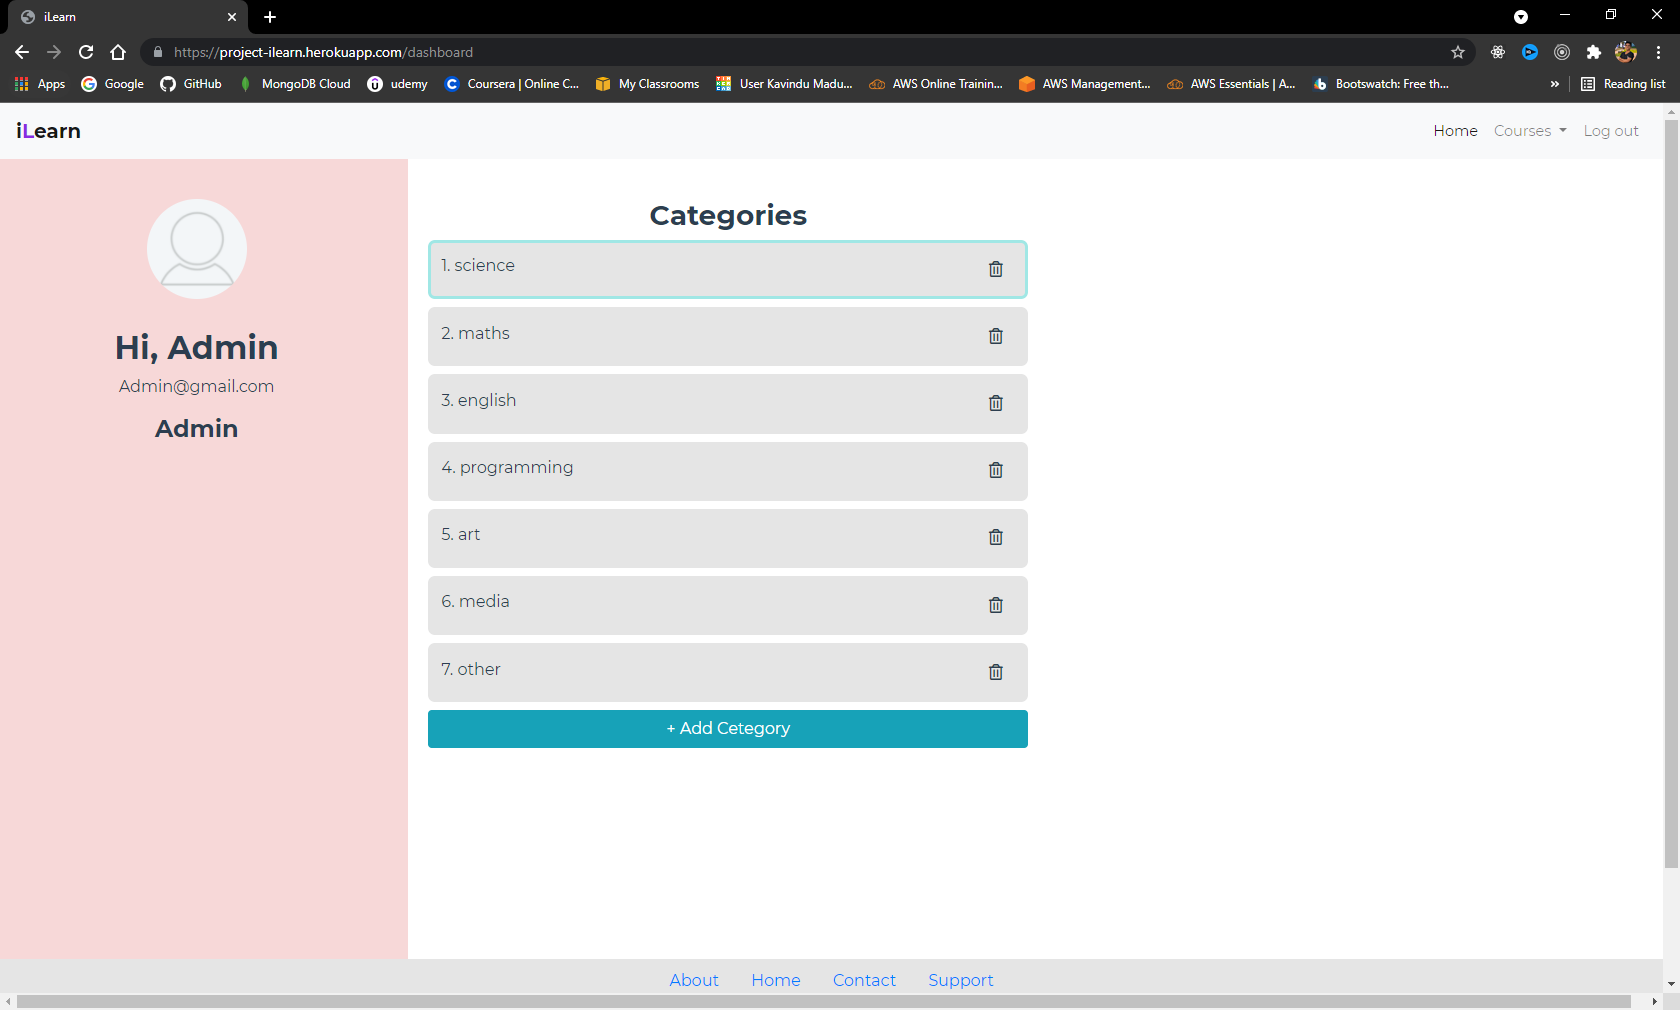 iLearn
https://project-ilearn.herokuapp.com/dashboard
Apps Google GitHub MongoDB Cloud udemy Coursera | Online C... My Classrooms User Kavindu Madu... AWS Online Trainin... AWS Management... AWS Essentials | A... Bootswatch: Free th... » Reading list
iLearn Home Courses Log out
Categories
1. science
2. maths
3. english
4. programming
5. art
6. media
7. other
+ Add Cetegory
Hi, Admin
Admin@gmail.com
Admin
About Home Contact Support